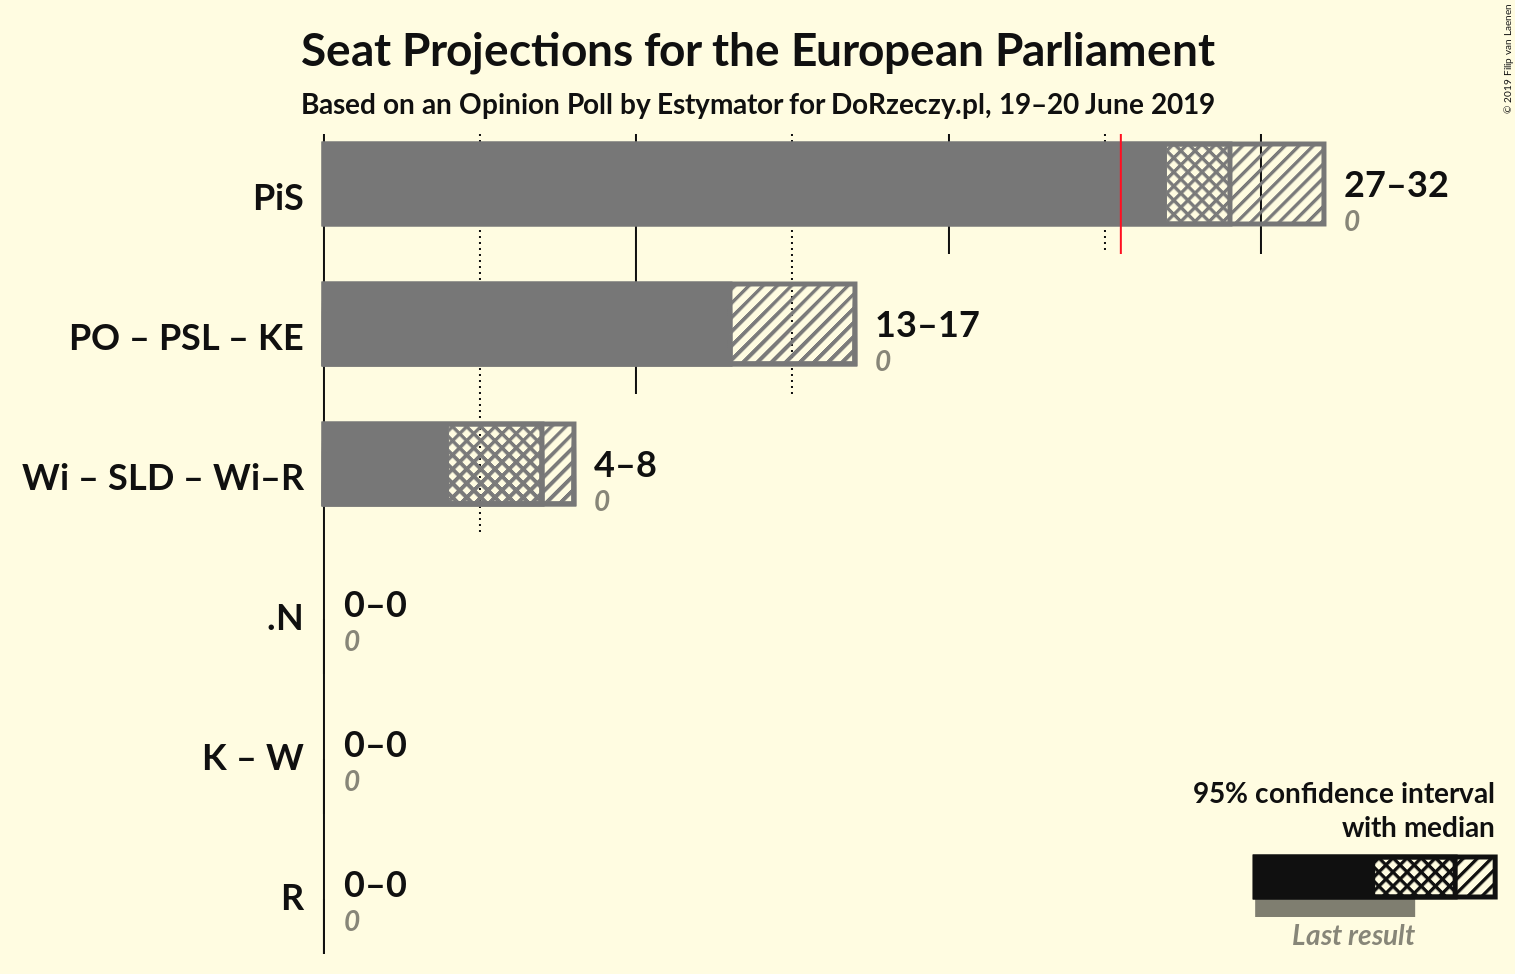 Seat Projections for the European Parliament
Based on an Opinion Poll by Estymator for DoRzeczy.pl, 19–20 June 2019
© 2019 Filip van Laenen
PiS
27–32
0
PO – PSL – KE
13–17
0
Wi – SLD – Wi–R
4–8
0
.N
0–0
0
K – W
0–0
0
R
0–0
0
95% confidence interval
with median
Last result